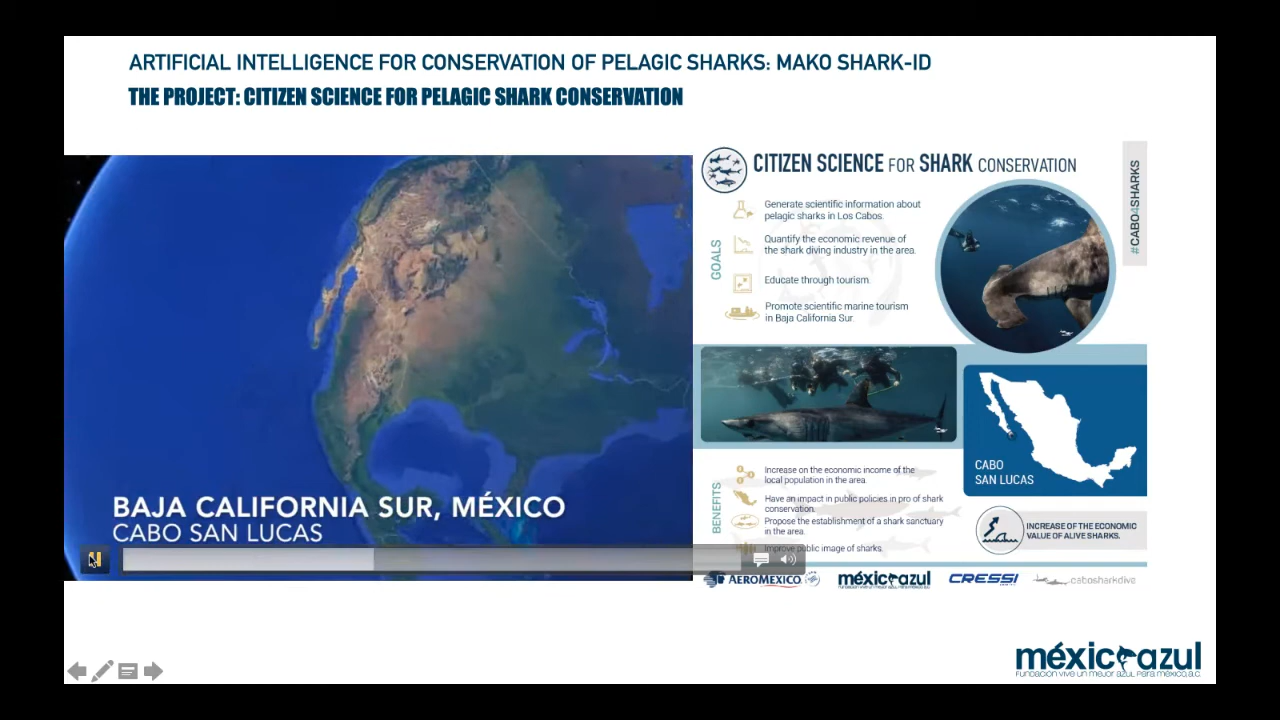 ARTIFICIAL INTELLIGENCE FOR CONSERVATION OF PELAGIC SHARKS: MAKO SHARK-ID
THE PROJECT: CITIZEN SCIENCE FOR PELAGIC SHARK CONSERVATION
BAJA CALIFORNIA SUR, MÉXICO
CABO SAN LUCAS
CITIZEN SCIENCE FOR SHARK CONSERVATION
#CABO4SHARKS
GOALS
Generate scientific information about
pelagic sharks in Los Cabos.
Quantify the economic revenue of
the shark diving industry in the area.
Educate through tourism.
Promote scientific marine tourism
in Baja California Sur
CABO
SAN LUCAS
BENEFITS
Increase on the economic income of the
local population in the area.
Have an impact in public policies in pro of shark
conservation.
Propose the establishment of a shark sanctuary
in the area.
Improve public image of sharks.
INCREASE OF THE ECONOMIC
VALUE OF ALIVE SHARKS.
AEROMEXICO
méxico azul
CRESSI
cabosharkdive
méxico azul
FUNDACIÓN VIVE UN MEJOR AZUL PARA MÉXICO, A.C.